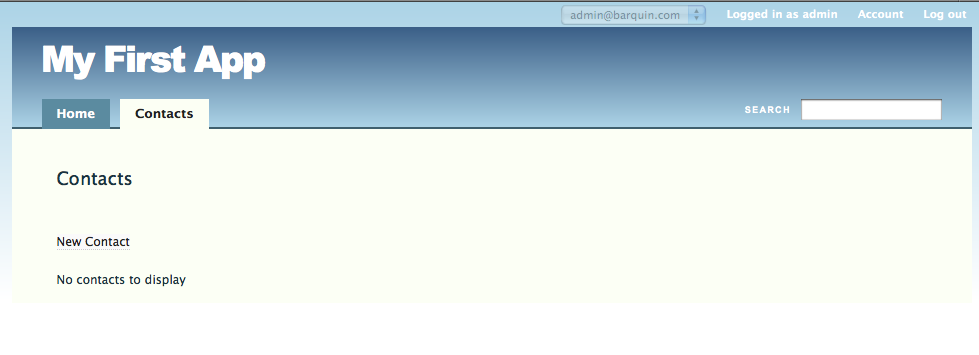 admin@barquin.com Logged in as admin Account Log out
My First App
Home Contacts SEARCH
Contacts
New Contact
No contacts to display